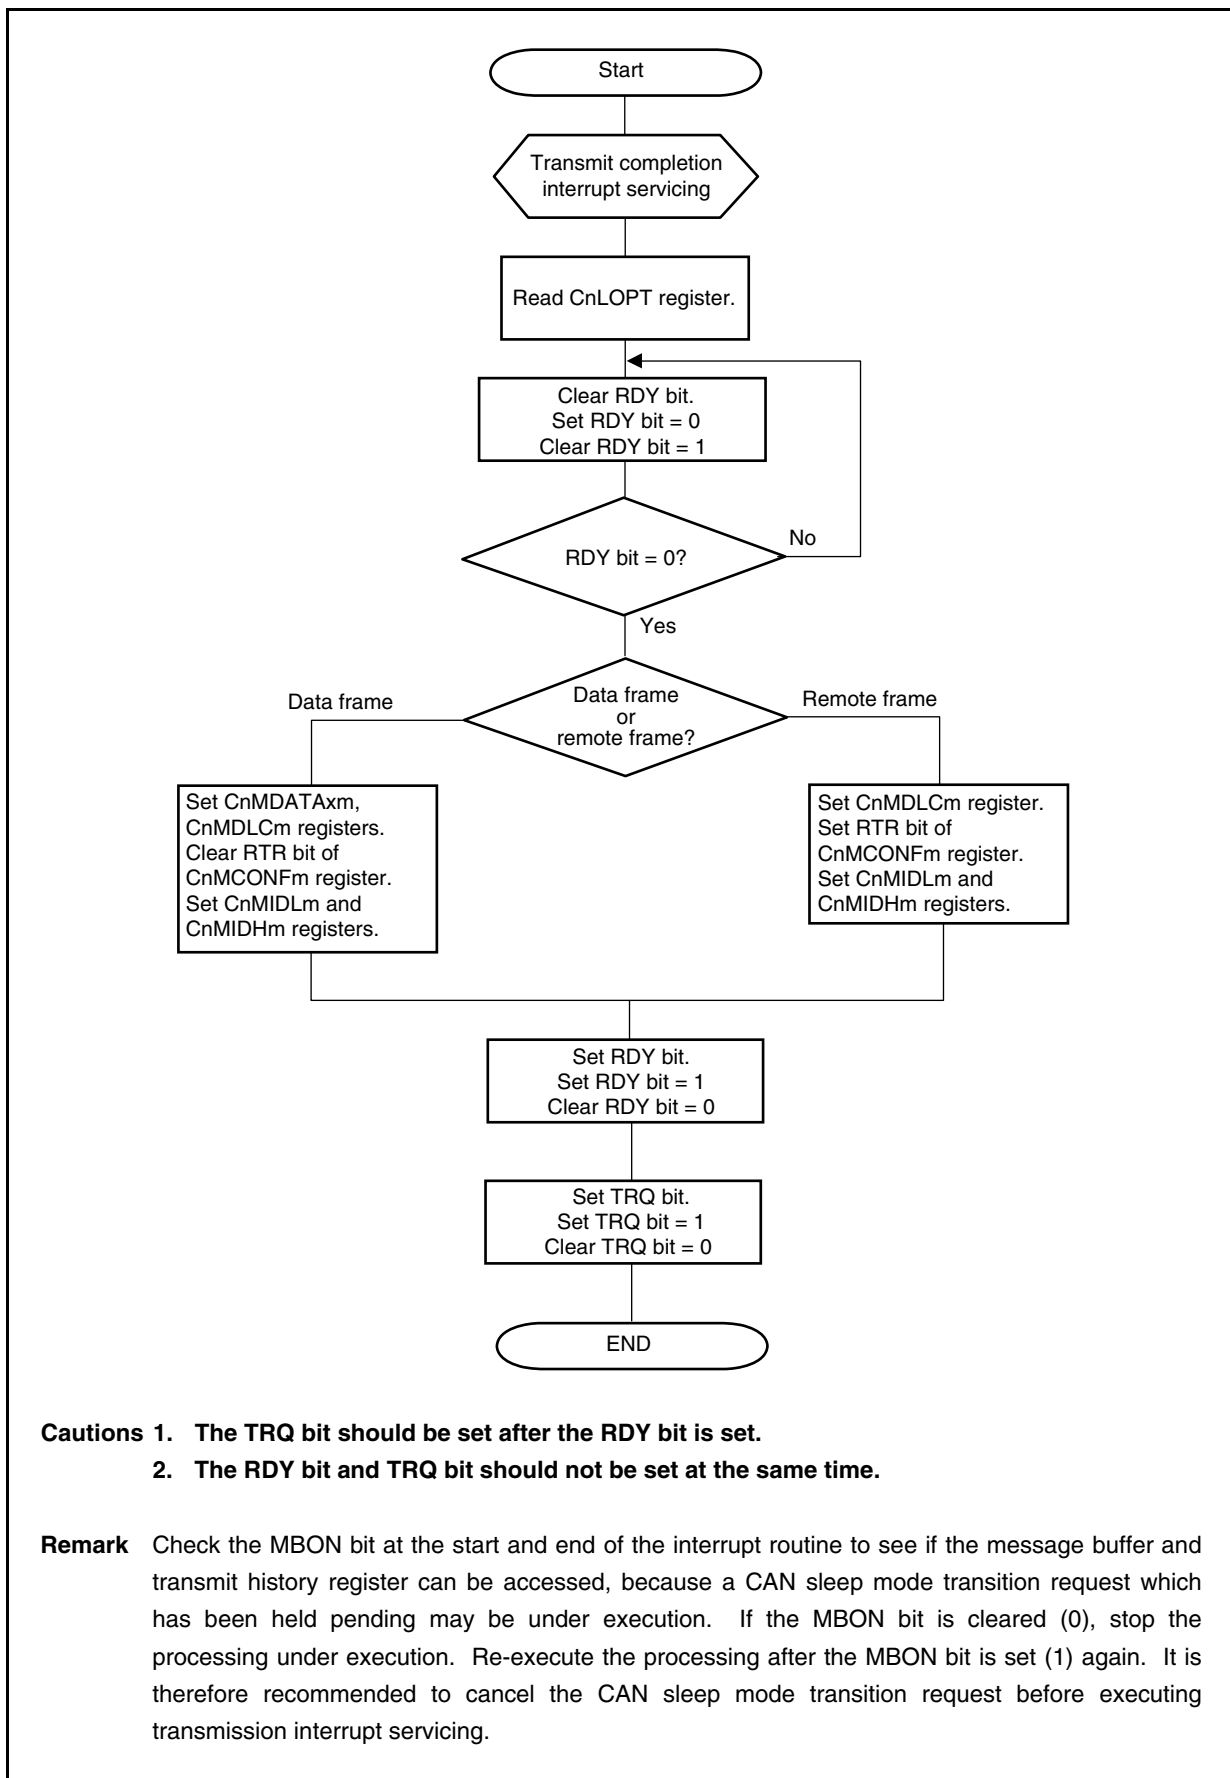 Start
Transmit completion
interrupt servicing
Read CnLOPT register.
Clear RDY bit.
Set RDY bit = 0
Clear RDY bit = 1
RDY bit = 0?
No
Yes
Data frame
or
remote frame?
Data frame
Remote frame
Set CnMDATAxm,
CnMDLCm registers.
Clear RTR bit of
CnMCONFm register.
Set CnMIDLm and
CnMIDHm registers.
Set CnMDLCm register.
Set RTR bit of
CnMCONFm register.
Set CnMIDLm and
CnMIDHm registers.
Set RDY bit.
Set RDY bit = 1
Clear RDY bit = 0
Set TRQ bit.
Set TRQ bit = 1
Clear TRQ bit = 0
END
Cautions 1. The TRQ bit should be set after the RDY bit is set.
2. The RDY bit and TRQ bit should not be set at the same time.
Remark Check the MBON bit at the start and end of the interrupt routine to see if the message buffer and
transmit history register can be accessed, because a CAN sleep mode transition request which
has been held pending may be under execution. If the MBON bit is cleared (0), stop the
processing under execution. Re-execute the processing after the MBON bit is set (1) again. It is
therefore recommended to cancel the CAN sleep mode transition request before executing
transmission interrupt servicing.